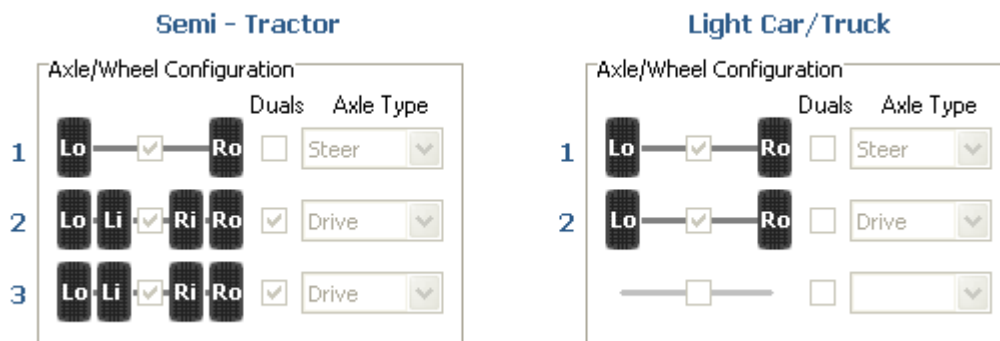 Semi - Tractor
Axle/Wheel Configuration
Duals Axle Type
1 Lo Ro Steer
2 Lo Li Ri Ro Drive
3 Lo Li Ri Ro Drive
Light Car/Truck
Axle/Wheel Configuration
Duals Axle Type
1 Lo Ro Steer
2 Lo Ro Drive